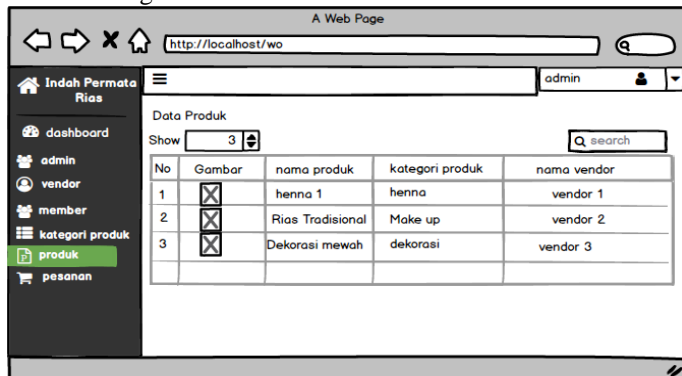 A Web Page
http://localhost/wo
Indah Permata
Rias
dashboard
admin
vendor
member
kategori produk
produk
pesanan
admin
Data Produk
Show 3
search
No Gambar nama produk kategori produk nama vendor
1 henna 1 henna vendor 1
2 Rias Tradisional Make up vendor 2
3 Dekorasi mewah dekorasi vendor 3